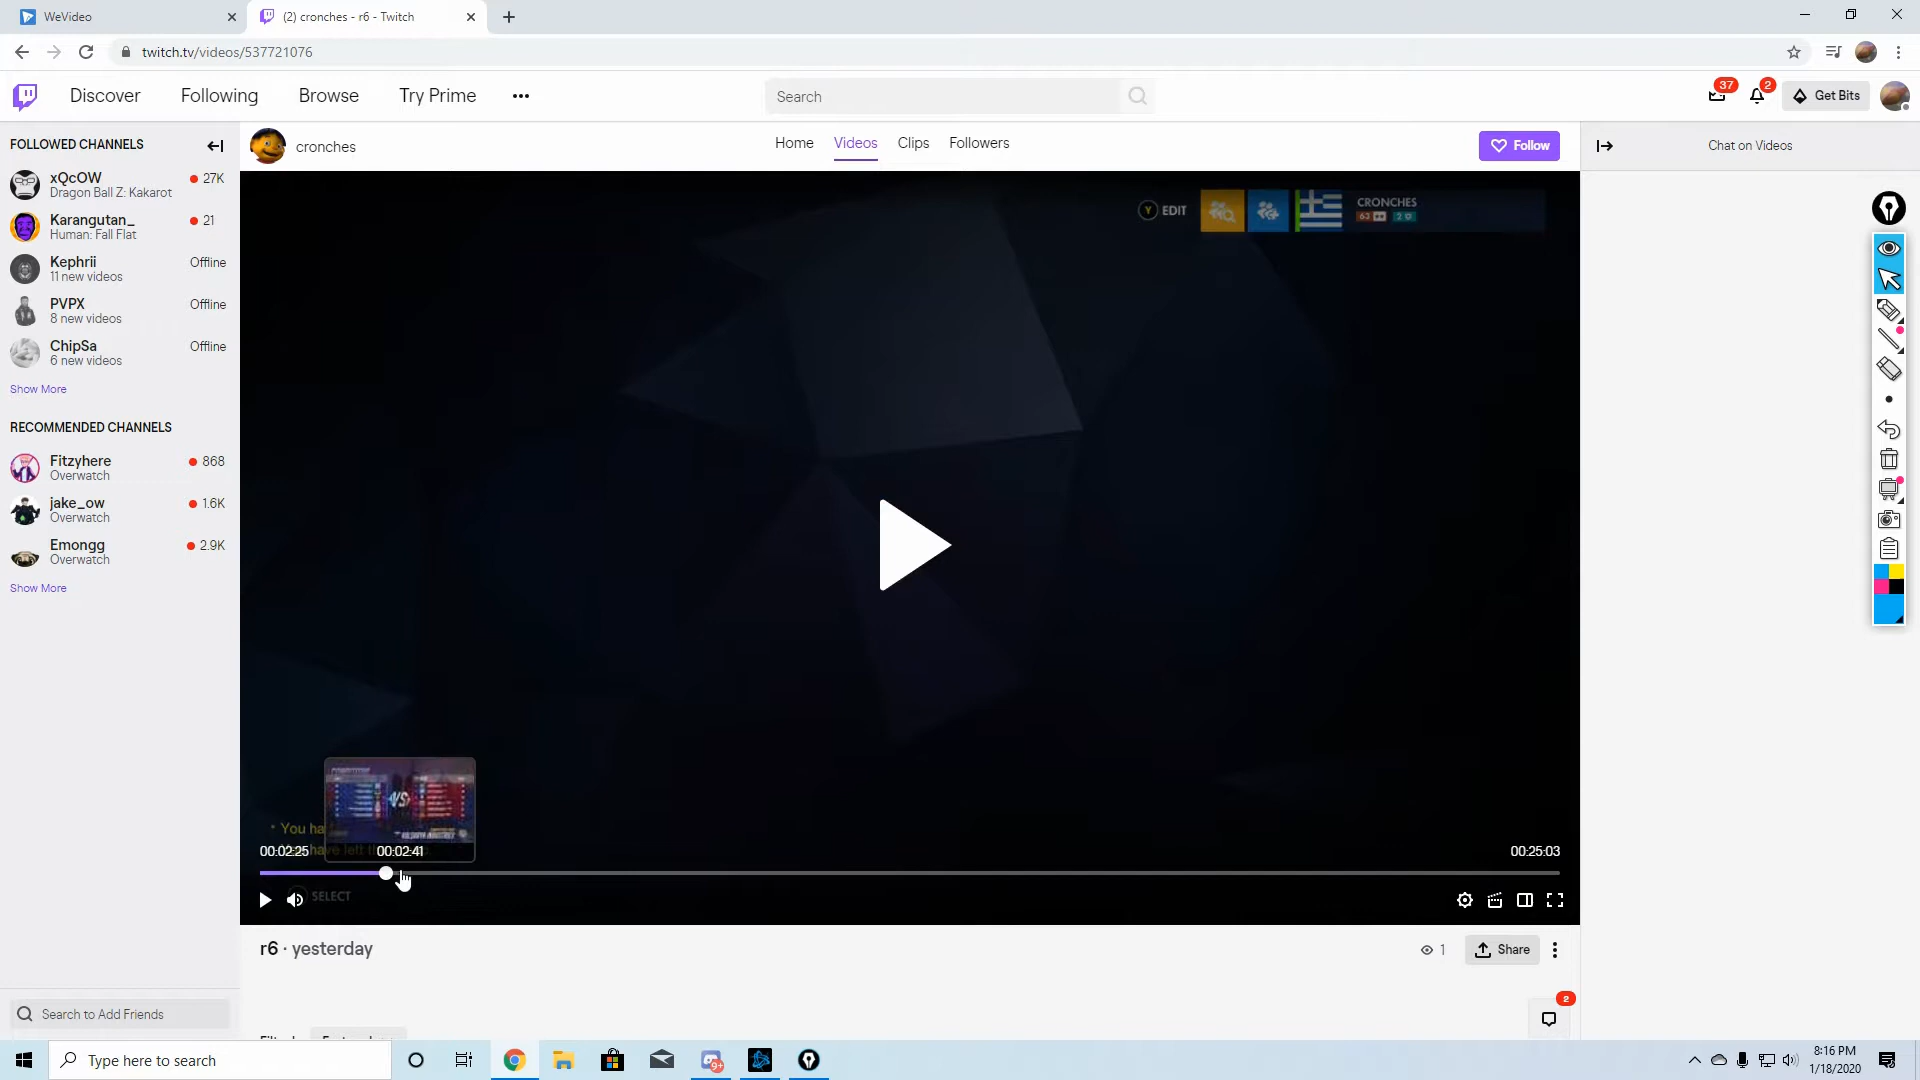 WeVideo
(2) cronches - r6 - Twitch
twitch.tv/videos/537721076
Discover
Following
Browse
Try Prime
Search
37
2
Get Bits
FOLLOWED CHANNELS
cronches
Home
Videos
Clips
Followers
Follow
Chat on Videos
xQcOW
27K
Dragon Ball Z: Kakarot
Karangutan_
21
Human: Fall Flat
Kephrii
Offline
11 new videos
PVPX
Offline
8 new videos
ChipSa
Offline
6 new videos
Show More
Y EDIT
CRONCHES
63
2
RECOMMENDED CHANNELS
Fitzyhere
868
Overwatch
jake_ow
1.6K
Overwatch
Emongg
2.9K
Overwatch
Show More
VS
You ha
00:02:25
00:02:41
00:25:03
SELECT
r6 · yesterday
1
Share
2
Search to Add Friends
Type here to search
9+
8:16 PM
1/18/2020